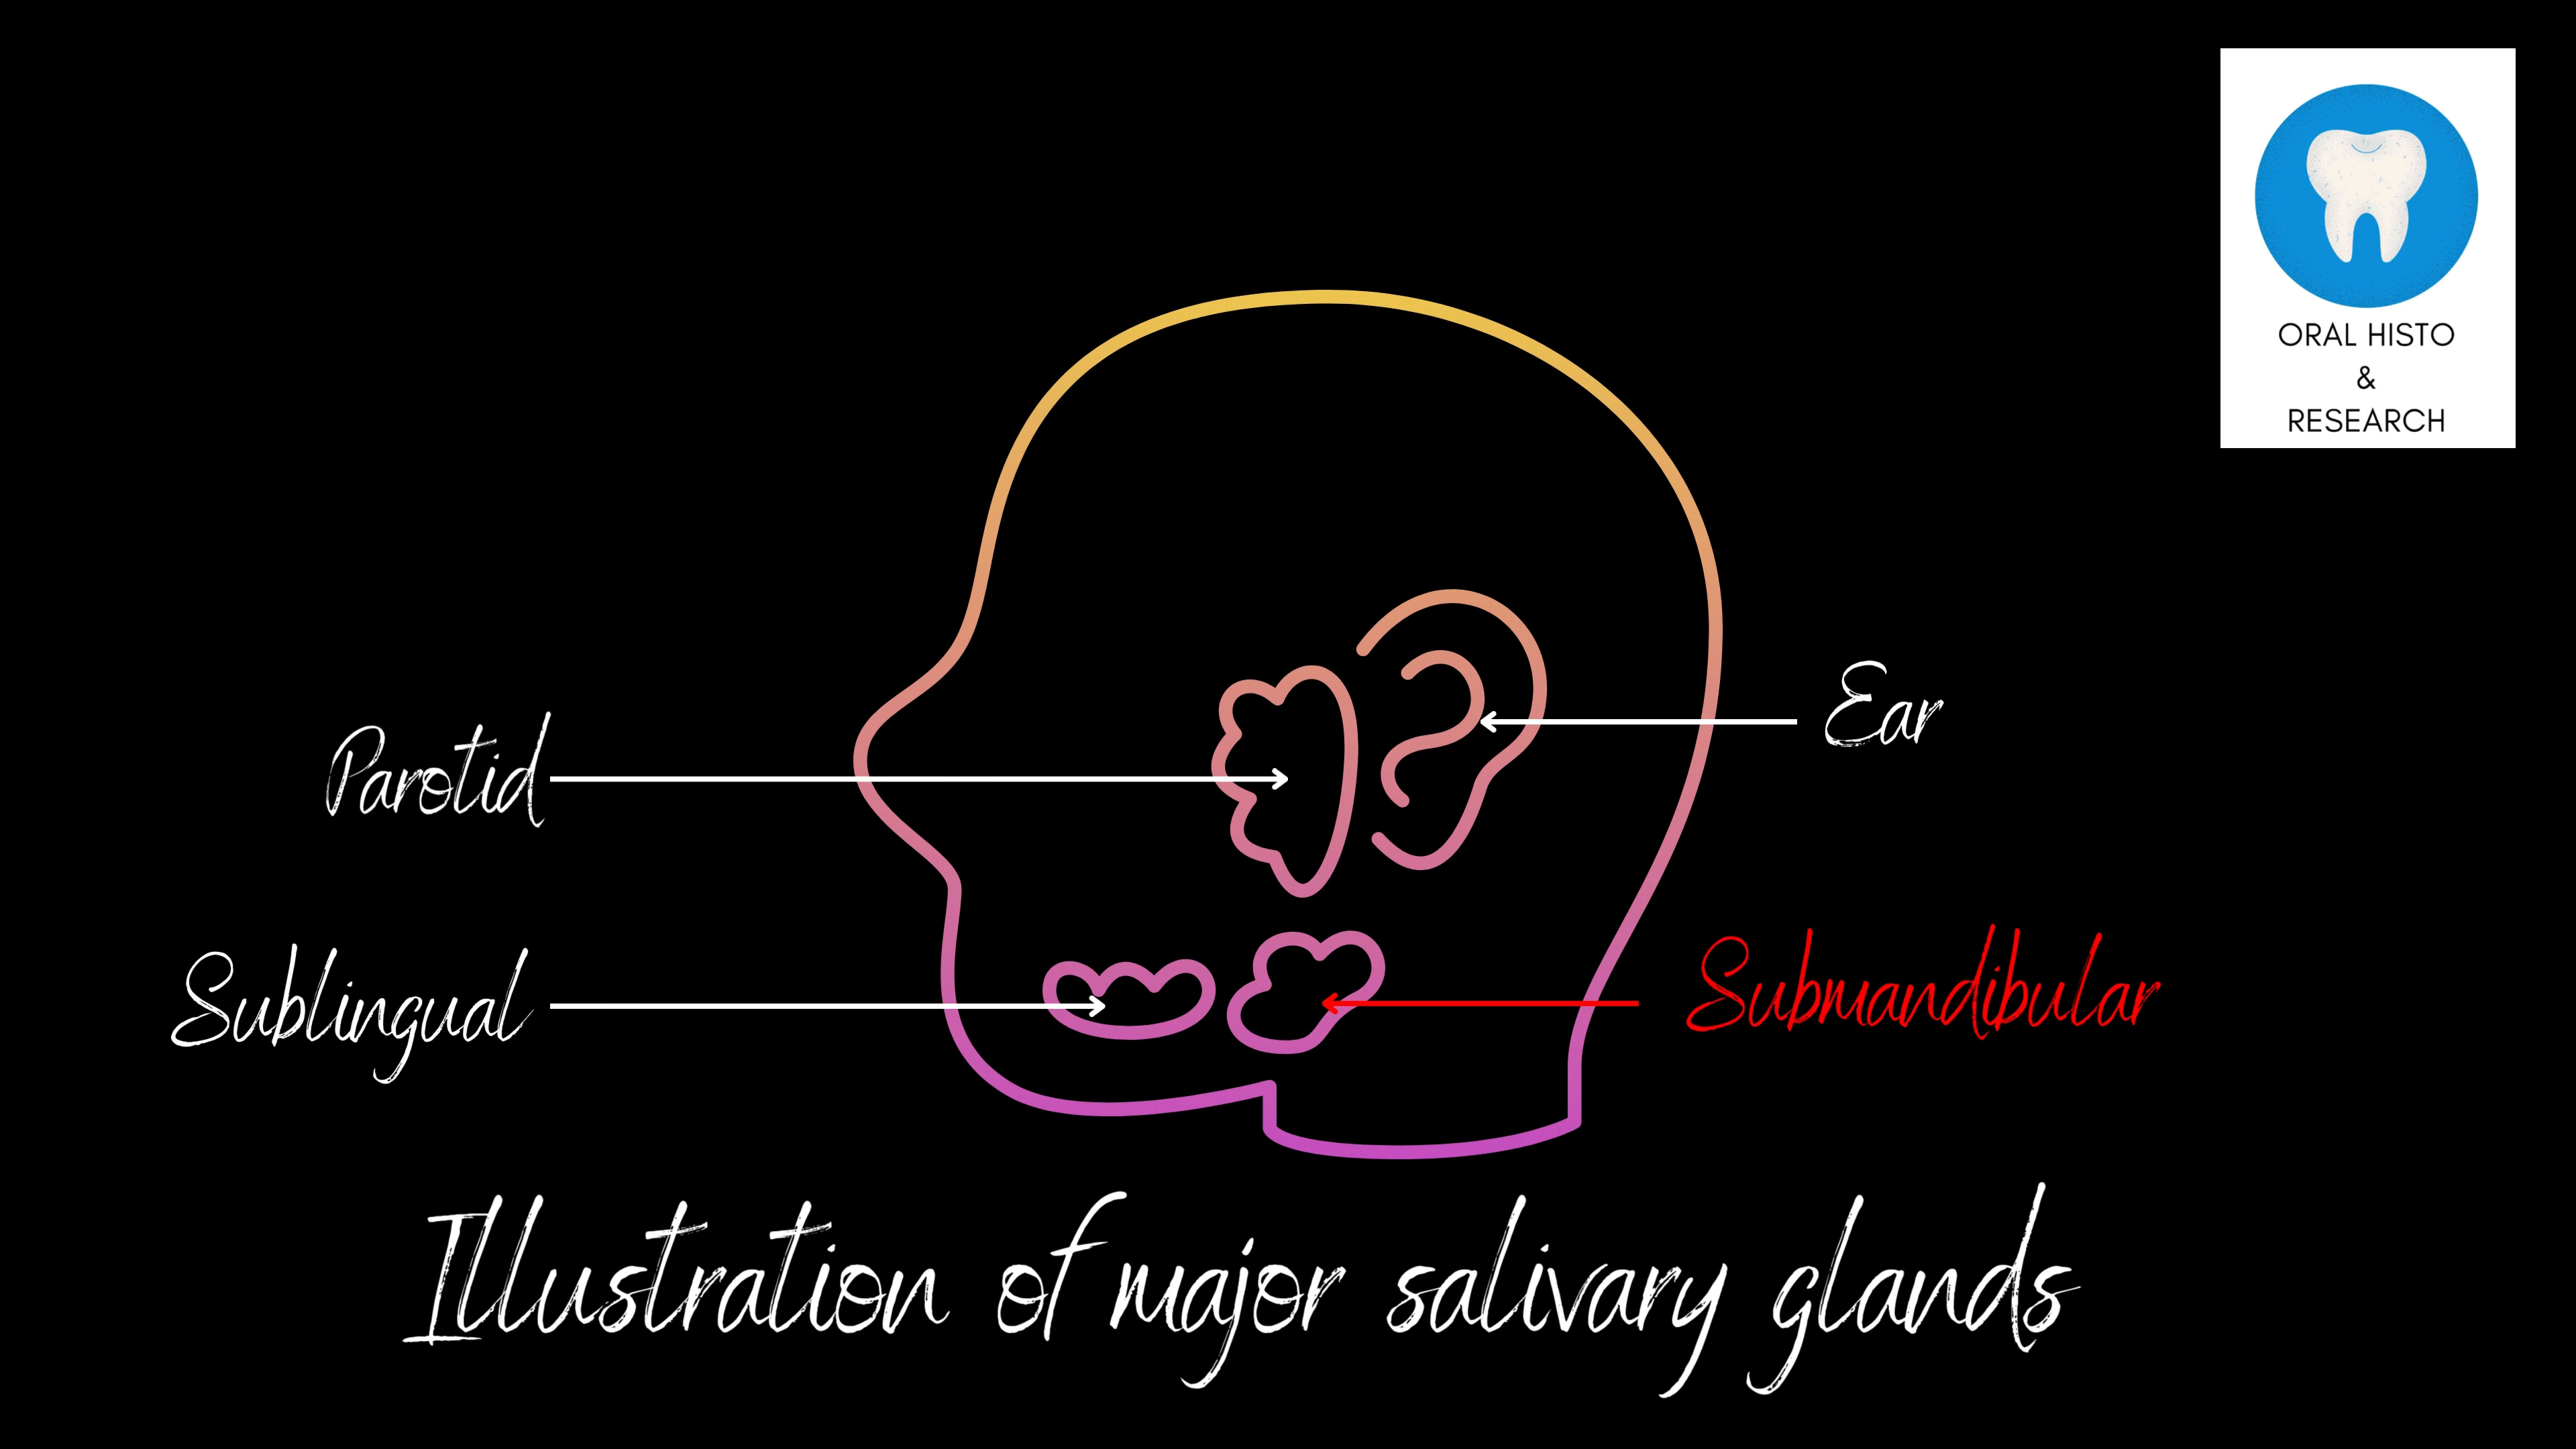 ORAL HISTO
&
RESEARCH
Ear
Parotid
Submandibular
Sublingual
Illustration of major salivary glands